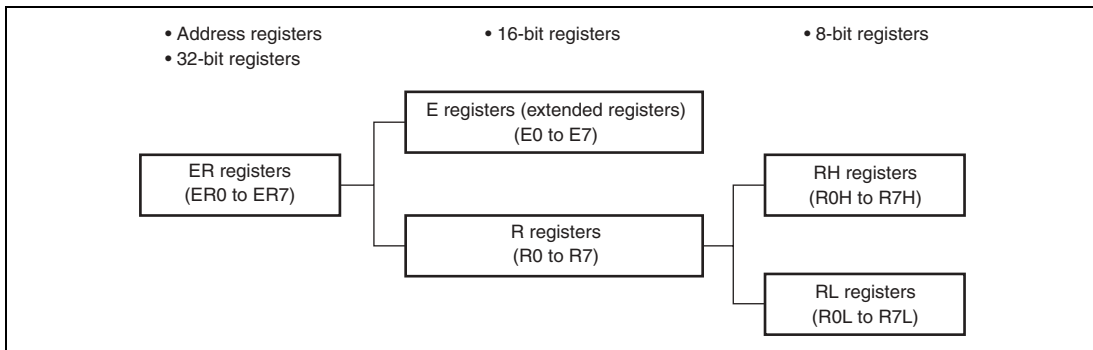 • Address registers
• 32-bit registers
• 16-bit registers
• 8-bit registers
E registers (extended registers)
(E0 to E7)
ER registers
(ER0 to ER7)
RH registers
(R0H to R7H)
R registers
(R0 to R7)
RL registers
(R0L to R7L)